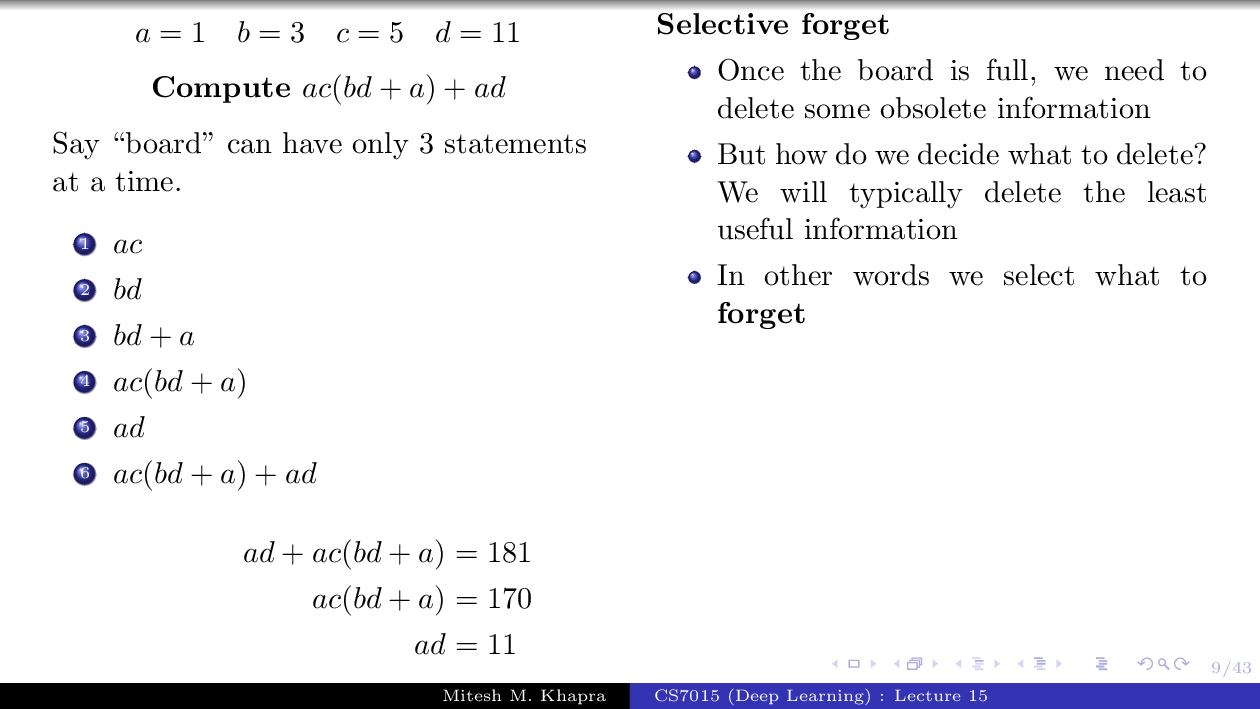 a = 1 b = 3 c = 5 d = 11
Compute ac(bd + a) + ad
Say “board” can have only 3 statements
at a time.
1 ac
2 bd
3 bd + a
4 ac(bd + a)
5 ad
6 ac(bd + a) + ad
ad + ac(bd + a) = 181
ac(bd + a) = 170
ad = 11
Selective forget
Once the board is full, we need to
delete some obsolete information
But how do we decide what to delete?
We will typically delete the least
useful information
In other words we select what to
forget
9/43
Mitesh M. Khapra
CS7015 (Deep Learning) : Lecture 15